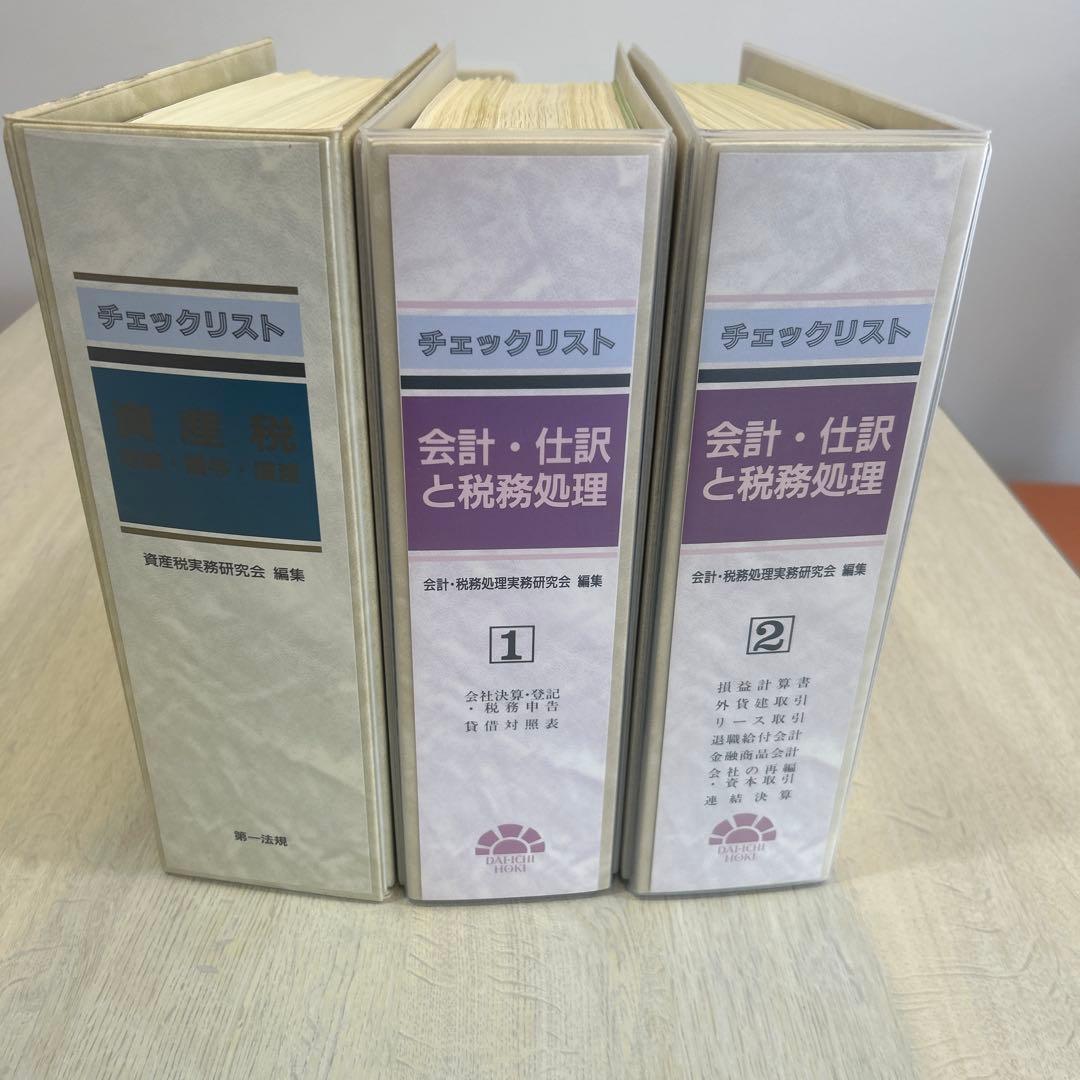 チェックリスト
資産税
資産税実務研究会 編集
第一法規
チェックリスト
会計・仕訳
と税務処理
会計・税務処理実務研究会 編集
1
会社決算・登記
・税務申告
貸借対照表
DAI-ICHI
HOKI
チェックリスト
会計・仕訳
と税務処理
会計・税務処理実務研究会 編集
2
損益計算書
外貨建取引
リース取引
退職給付会計
金融商品会計
会社の再編
・資本取引
連結決算
DAI-ICHI
HOKI